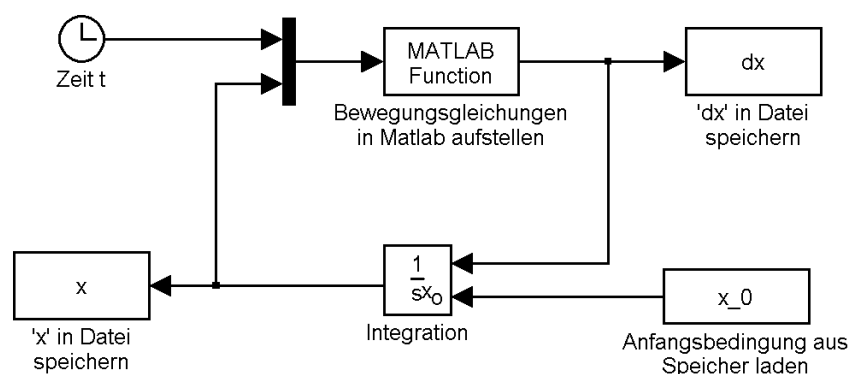 Zeit t
MATLAB
Function
Bewegungsgleichungen
in Matlab aufstellen
dx
'dx' in Datei
speichern
x
'x' in Datei
speichern
1
s
xo
Integration
x_0
Anfangsbedingung aus
Speicher laden